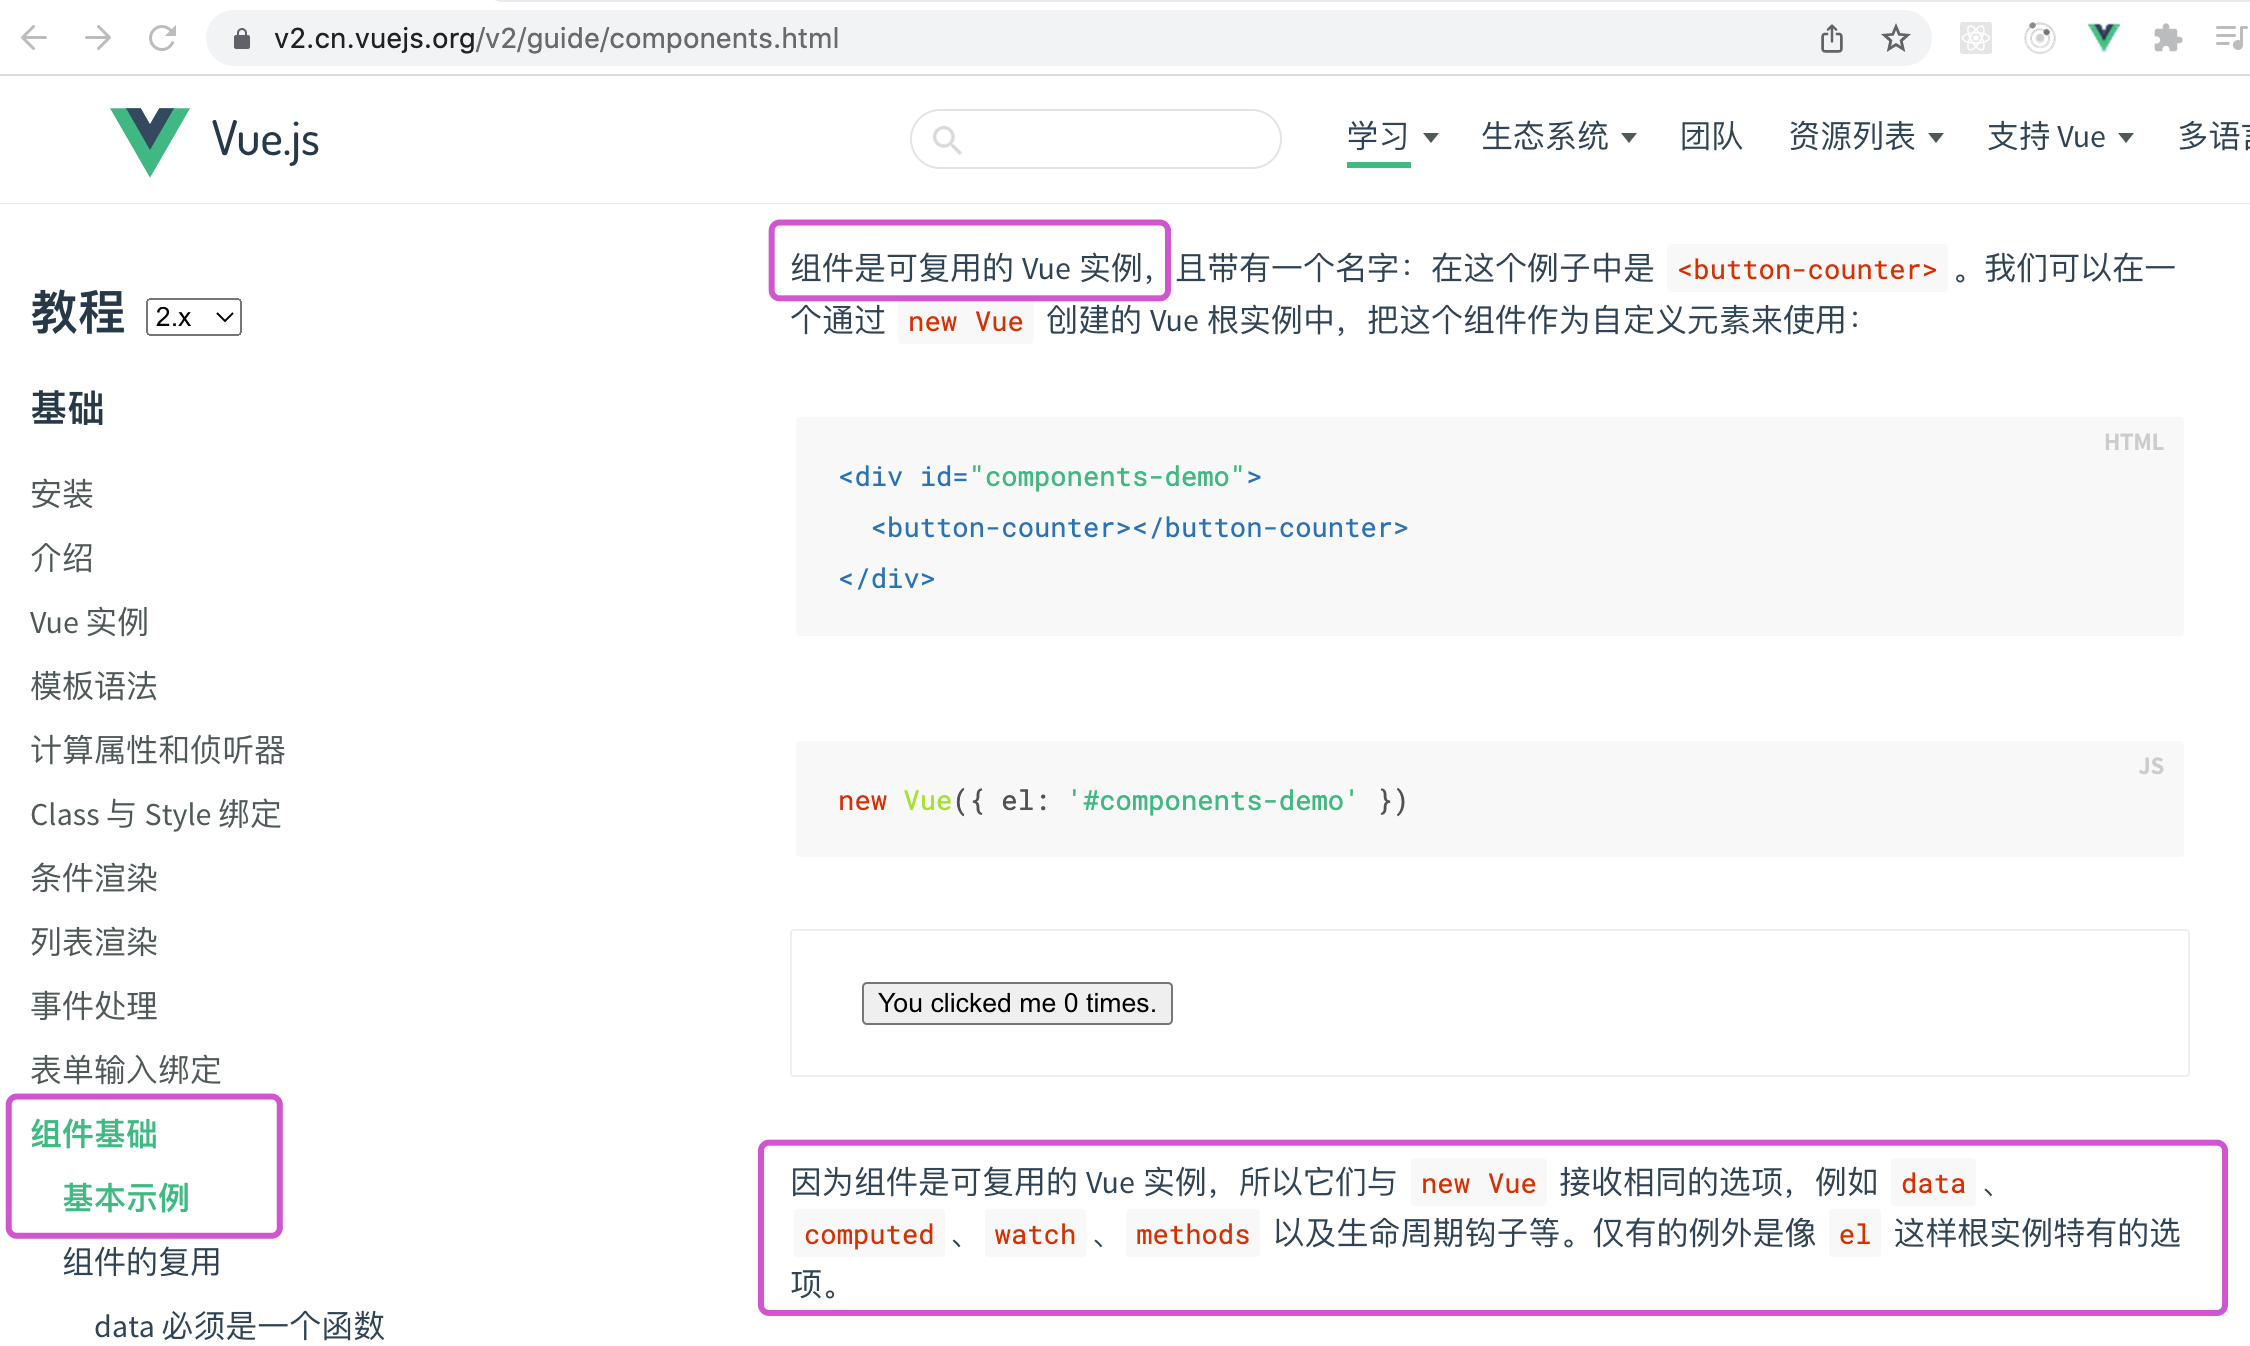 v2.cn.vuejs.org/v2/guide/components.html
Vue.js
学习
生态系统
团队
资源列表
支持 Vue
多语言
教程
2.x
基础
安装
介绍
Vue 实例
模板语法
计算属性和侦听器
Class 与 Style 绑定
条件渲染
列表渲染
事件处理
表单输入绑定
组件基础
基本示例
组件的复用
data 必须是一个函数
组件是可复用的 Vue 实例，且带有一个名字：在这个例子中是 <button-counter> 。我们可以在一
个通过 new Vue 创建的 Vue 根实例中，把这个组件作为自定义元素来使用：
HTML
<div id="components-demo">
<button-counter></button-counter>
</div>
JS
new Vue({ el: '#components-demo' })
You clicked me 0 times.
因为组件是可复用的 Vue 实例，所以它们与 new Vue 接收相同的选项，例如 data 、
computed 、 watch 、 methods 以及生命周期钩子等。仅有的例外是像 el 这样根实例特有的选
项。